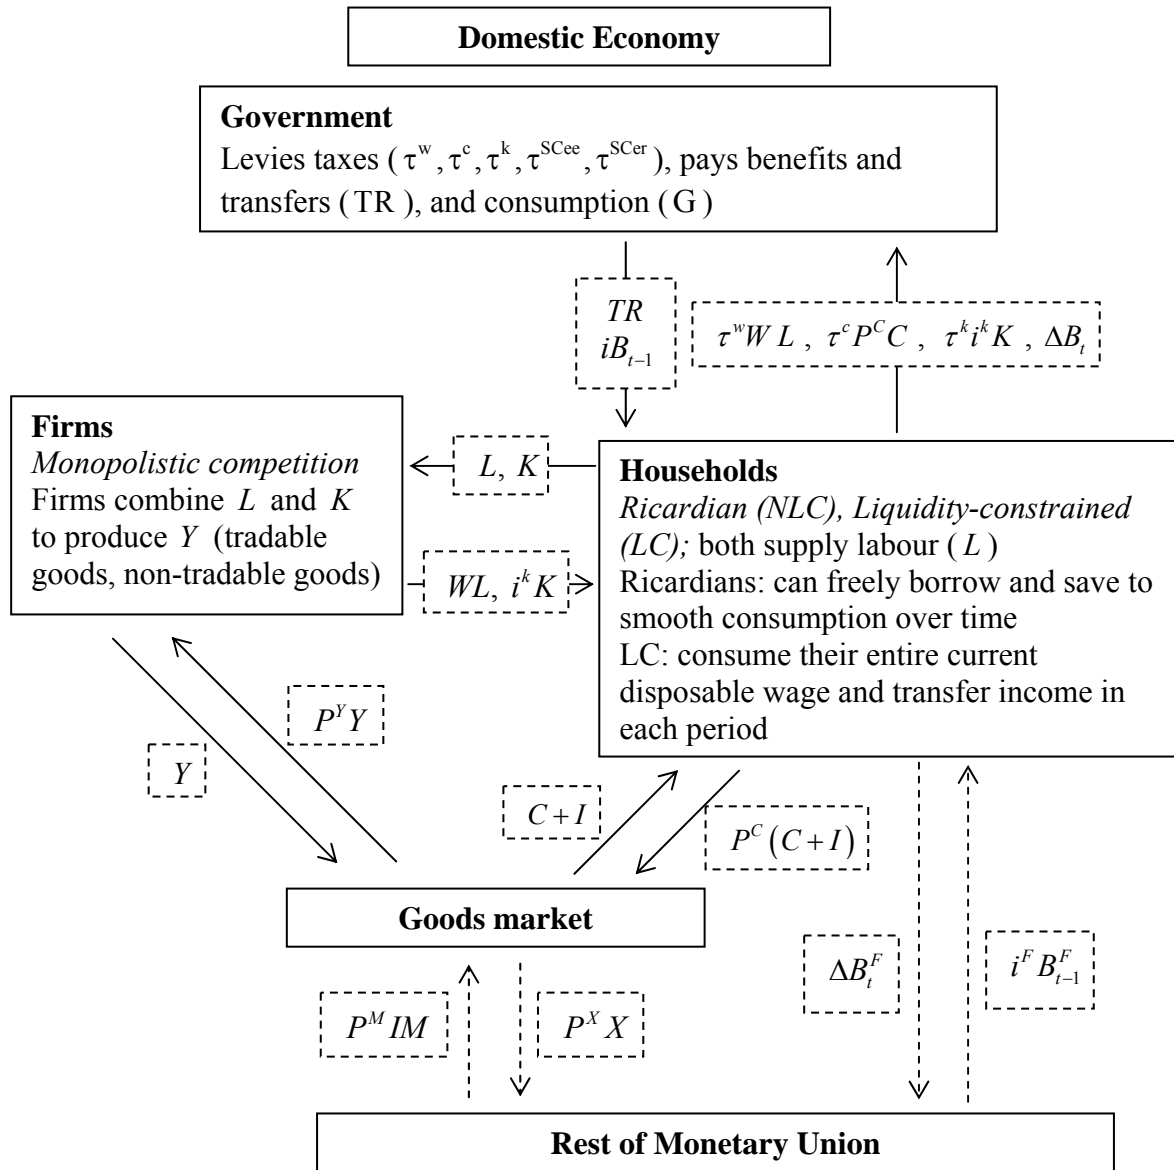 Domestic Economy
Government
Levies taxes ( τ^w, τ^c, τ^k, τ^SCee, τ^SCer ), pays benefits and
transfers ( TR ), and consumption ( G )
TR
iB_{t−1}
τ^w W L , τ^c P^C C , τ^k i^k K , ΔB_t
Firms
Monopolistic competition
Firms combine L and K
to produce Y (tradable
goods, non-tradable goods)
L, K
WL, i^k K
Households
Ricardian (NLC), Liquidity-constrained
(LC); both supply labour ( L )
Ricardians: can freely borrow and save to
smooth consumption over time
LC: consume their entire current
disposable wage and transfer income in
each period
P^Y Y
Y
C + I
P^C (C + I)
Goods market
P^M IM
P^X X
ΔB_t^F
i^F B_{t−1}^F
Rest of Monetary Union